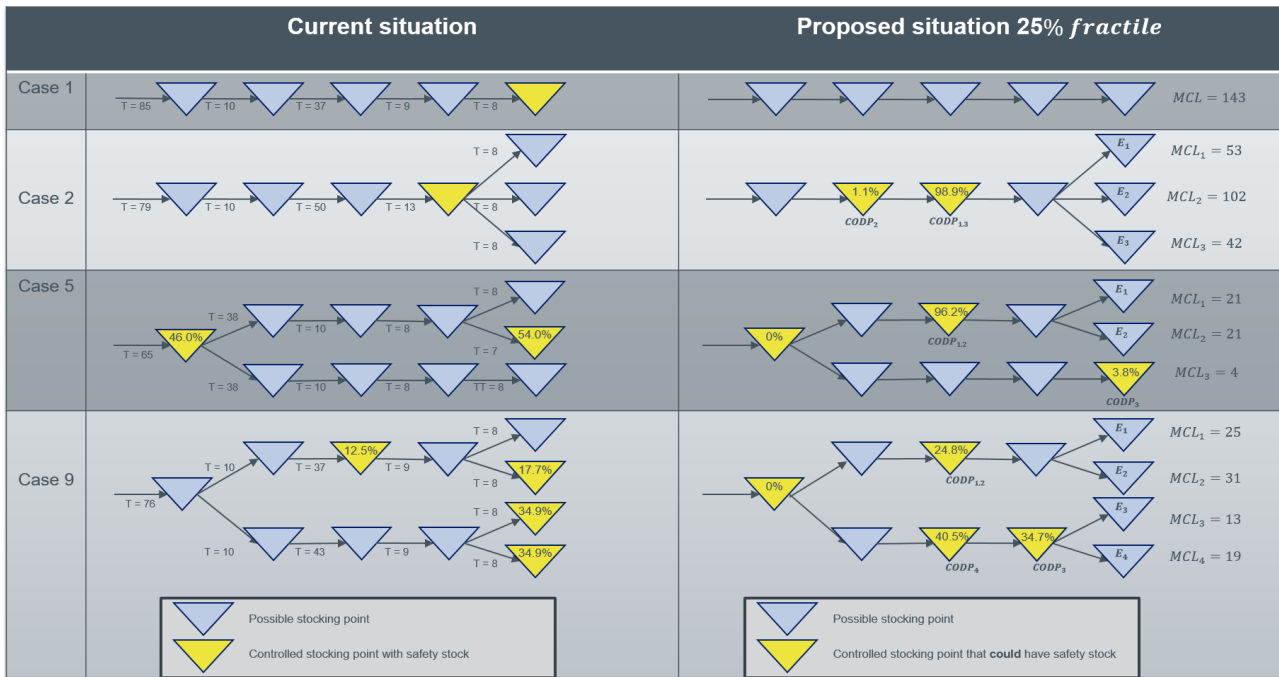 Current situation
Proposed situation 25% fractile
Case 1
T = 85
T = 10
T = 37
T = 9
T = 8
MCL = 143
Case 2
T = 79
T = 10
T = 50
T = 13
T = 8
T = 8
T = 8
1.1%
CODP2
98.9%
CODP1,3
E1
E2
E3
MCL1 = 53
MCL2 = 102
MCL3 = 42
Case 5
T = 65
46.0%
T = 38
T = 10
T = 8
T = 8
54.0%
T = 7
T = 38
T = 10
T = 8
TT = 8
0%
96.2%
CODP1,2
E1
E2
3.8%
CODP3
MCL1 = 21
MCL2 = 21
MCL3 = 4
Case 9
T = 76
T = 10
T = 37
12.5%
T = 9
T = 8
17.7%
T = 8
T = 10
T = 43
T = 9
T = 8
34.9%
34.9%
T = 8
0%
24.8%
CODP1,2
40.5%
CODP4
34.7%
CODP3
E1
E2
E3
E4
MCL1 = 25
MCL2 = 31
MCL3 = 13
MCL4 = 19
Possible stocking point
Controlled stocking point with safety stock
Possible stocking point
Controlled stocking point that could have safety stock